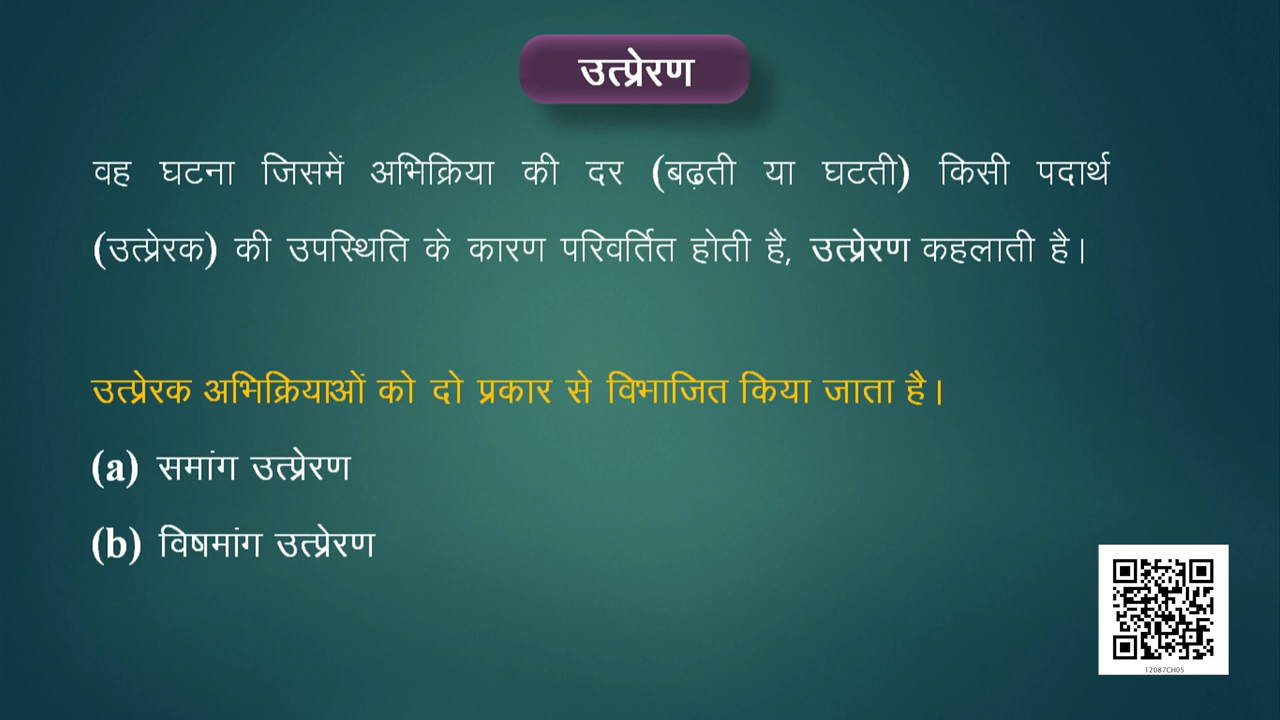 उत्प्रेरण
वह घटना जिसमें अभिक्रिया की दर (बढ़ती या घटती) किसी पदार्थ
(उत्प्रेरक) की उपस्थिति के कारण परिवर्तित होती है, उत्प्रेरण कहलाती है।
उत्प्रेरक अभिक्रियाओं को दो प्रकार से विभाजित किया जाता है।
(a) समांग उत्प्रेरण
(b) विषमांग उत्प्रेरण
12087CH05